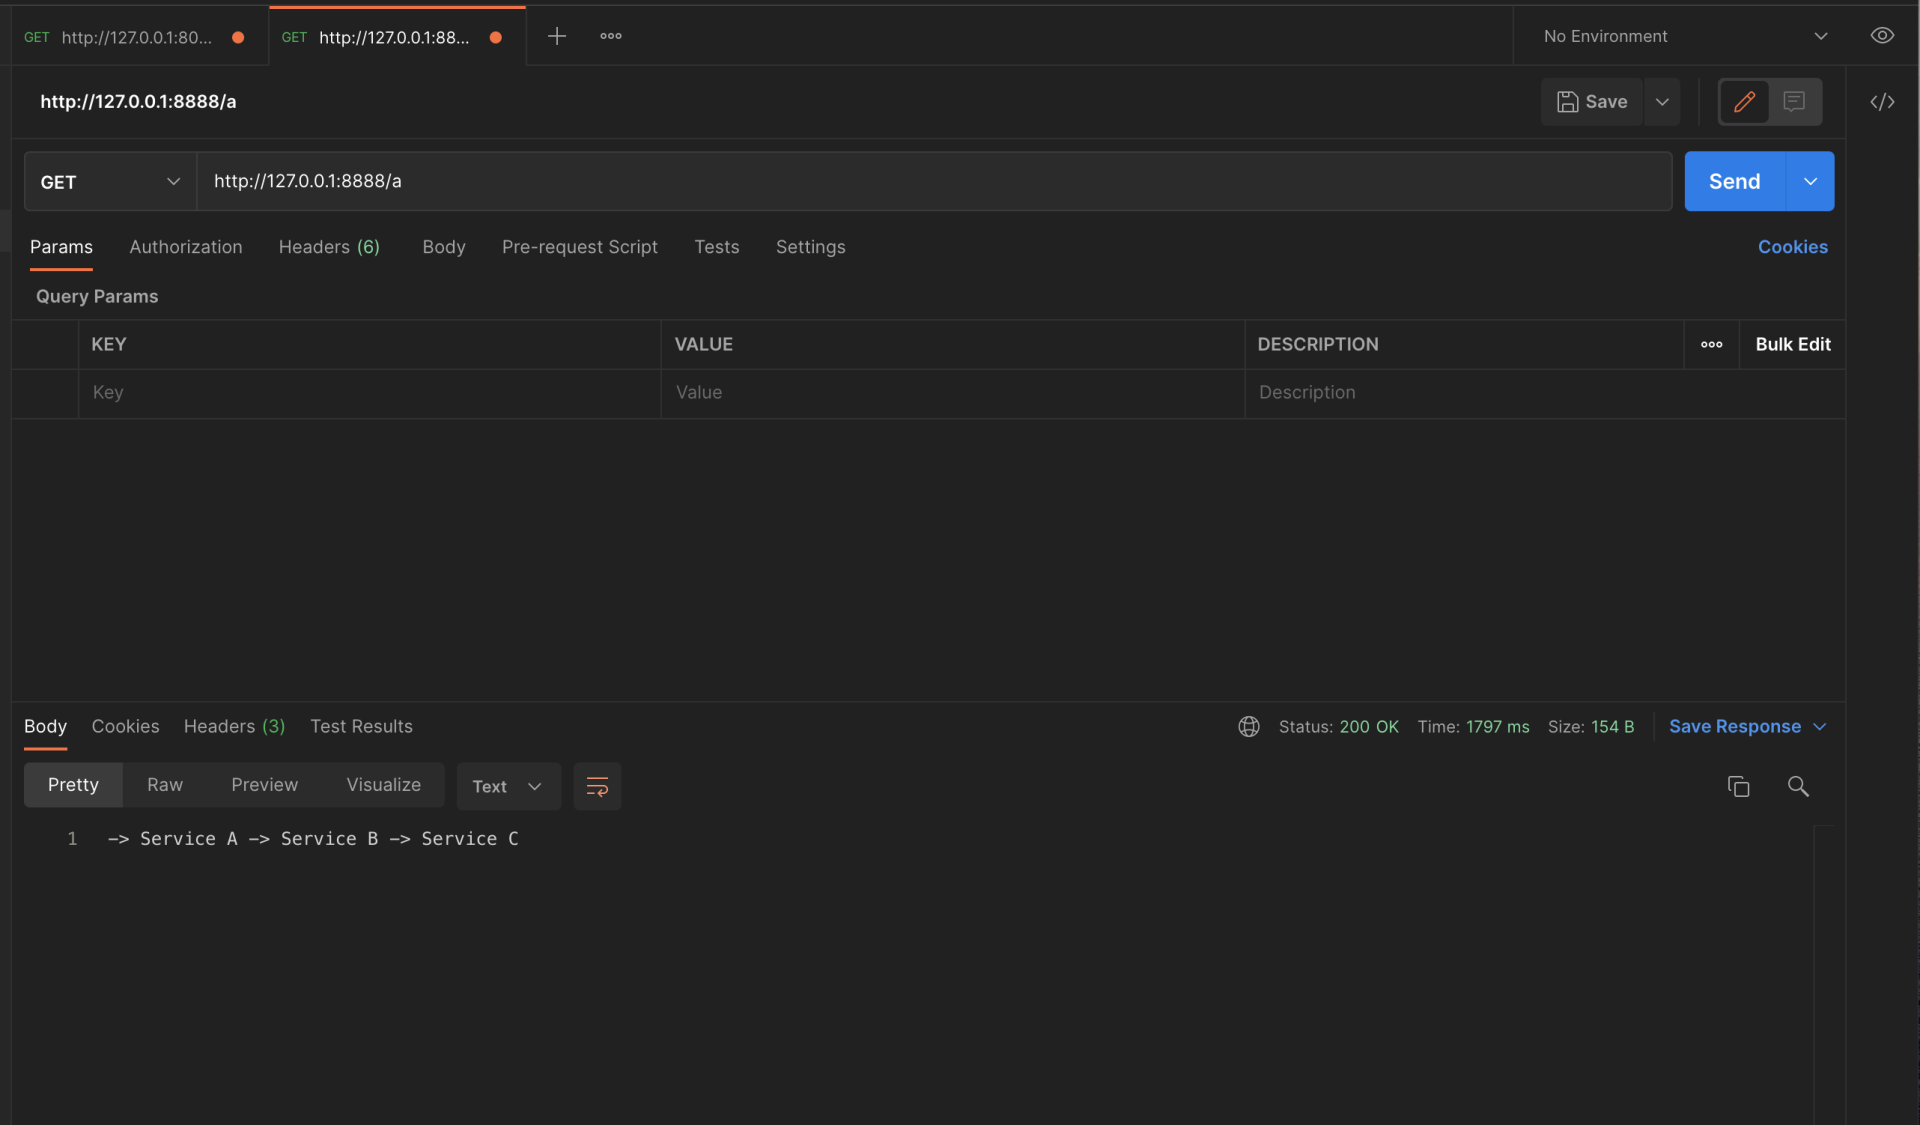 GET http://127.0.0.1:80... GET http://127.0.0.1:88... No Environment
http://127.0.0.1:8888/a Save
GET http://127.0.0.1:8888/a Send
Params Authorization Headers (6) Body Pre-request Script Tests Settings Cookies
Query Params
KEY VALUE DESCRIPTION Bulk Edit
Key Value Description
Body Cookies Headers (3) Test Results Status: 200 OK Time: 1797 ms Size: 154 B Save Response
Pretty Raw Preview Visualize Text
1 -> Service A -> Service B -> Service C